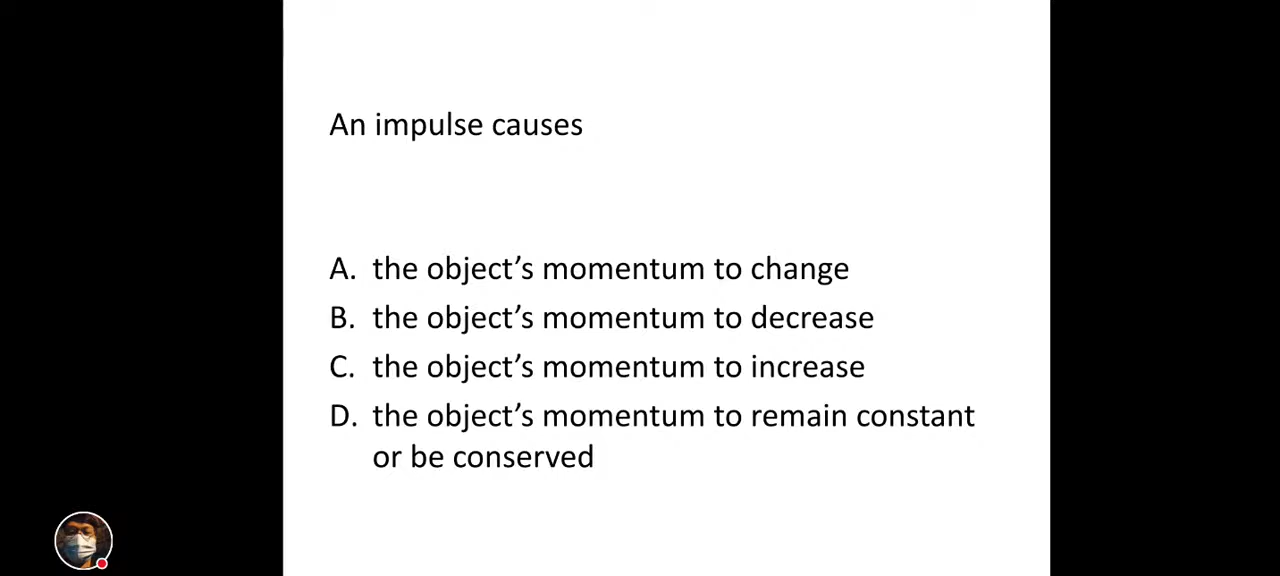 An impulse causes
A. the object’s momentum to change
B. the object’s momentum to decrease
C. the object’s momentum to increase
D. the object’s momentum to remain constant
or be conserved